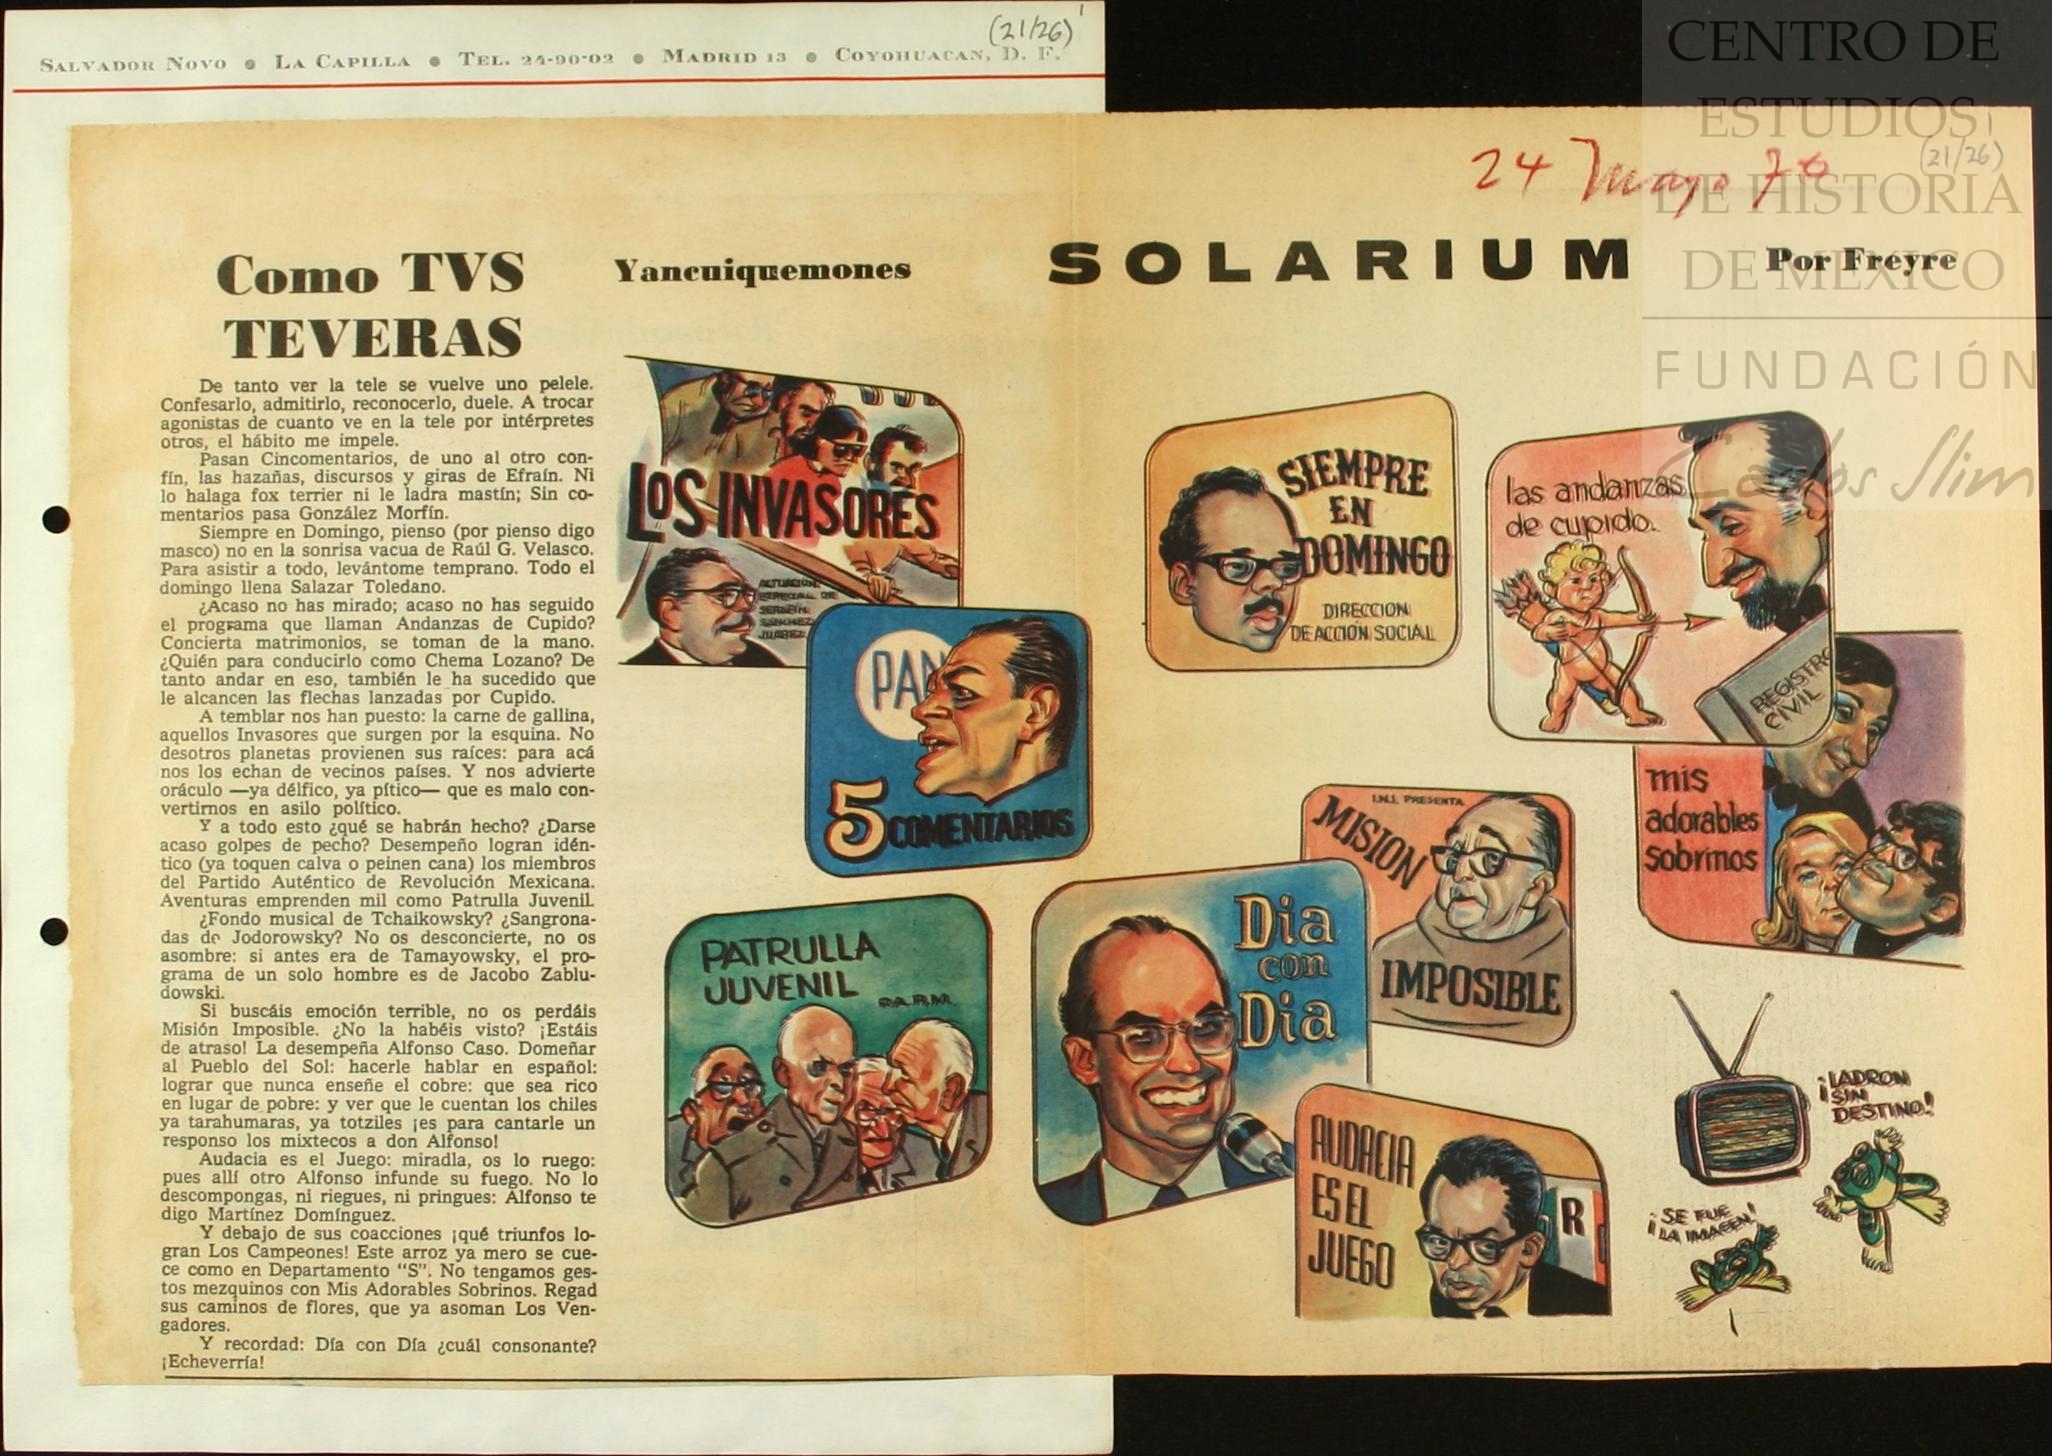 (21/26)
SALVADOR NOVO ● LA CAPILLA ● TEL. 24-90-02 ● MADRID 13 ● COYOHUACAN, D. F.
CENTRO DE
ESTUDIOS
DE HISTORIA
DE MEXICO
FUNDACIÓN
Carlos Slim
(21/26)
24 Mayo 70
Como TVS
TEVERAS
Yancuiquemones
SOLARIUM
Por Freyre
De tanto ver la tele se vuelve uno pelele.
Confesarlo, admitirlo, reconocerlo, duele. A trocar
agonistas de cuanto ve en la tele por intérpretes
otros, el hábito me impele.
Pasan Cincomentarios, de uno al otro con-
fín, las hazañas, discursos y giras de Efraín. Ni
lo halaga fox terrier ni le ladra mastín; Sin co-
mentarios pasa González Morfín.
Siempre en Domingo, pienso (por pienso digo
masco) no en la sonrisa vacua de Raúl G. Velasco.
Para asistir a todo, levántome temprano. Todo el
domingo llena Salazar Toledano.
¿Acaso no has mirado; acaso no has seguido
el programa que llaman Andanzas de Cupido?
Concierta matrimonios, se toman de la mano.
¿Quién para conducirlo como Chema Lozano? De
tanto andar en eso, también le ha sucedido que
le alcancen las flechas lanzadas por Cupido.
A temblar nos han puesto: la carne de gallina,
aquellos Invasores que surgen por la esquina. No
desotros planetas provienen sus raíces: para acá
nos los echan de vecinos países. Y nos advierte
oráculo —ya délfico, ya pítico— que es malo con-
vertirnos en asilo político.
Y a todo esto ¿qué se habrán hecho? ¿Darse
acaso golpes de pecho? Desempeño logran idén-
tico (ya toquen calva o peinen cana) los miembros
del Partido Auténtico de Revolución Mexicana.
Aventuras emprenden mil como Patrulla Juvenil.
¿Fondo musical de Tchaikowsky? ¿Sangrona-
das de Jodorowsky? No os desconcierte, no os
asombre: si antes era de Tamayowsky, el pro-
grama de un solo hombre es de Jacobo Zablu-
dowski.
Si buscáis emoción terrible, no os perdáis
Misión Imposible. ¿No la habéis visto? ¡Estáis
de atraso! La desempeña Alfonso Caso. Domeñar
al Pueblo del Sol: hacerle hablar en español:
lograr que nunca enseñe el cobre: que sea rico
en lugar de pobre: y ver que le cuentan los chiles
ya tarahumaras, ya totziles ¡es para cantarle un
responso los mixtecos a don Alfonso!
Audacia es el Juego: miradla, os lo ruego:
pues allí otro Alfonso infunde su fuego. No lo
descompongas, ni riegues, ni pringues: Alfonso te
digo Martínez Domínguez.
Y debajo de sus coacciones ¡qué triunfos lo-
gran Los Campeones! Este arroz ya mero se cue-
ce como en Departamento "S". No tengamos ges-
tos mezquinos con Mis Adorables Sobrinos. Regad
sus caminos de flores, que ya asoman Los Ven-
gadores.
Y recordad: Día con Día ¿cuál consonante?
¡Echeverría!
LOS INVASORES
ACTUACION
ESPECIAL DE
SERAFIN
SANCHEZ
JUAREZ
PAN
5 COMENTARIOS
PATRULLA
JUVENIL
P.A.R.M.
SIEMPRE
EN
DOMINGO
DIRECCION
DE ACCION SOCIAL
las andanzas
de cupido.
REGISTRO
CIVIL
mis
adorables
sobrinos
I.N.I. PRESENTA
MISION
IMPOSIBLE
Dia
con
Dia
AUDACIA
ES EL
JUEGO
R
¡LADRON
¡SIN
DESTINO!
¡SE FUE
¡LA IMAGEN!